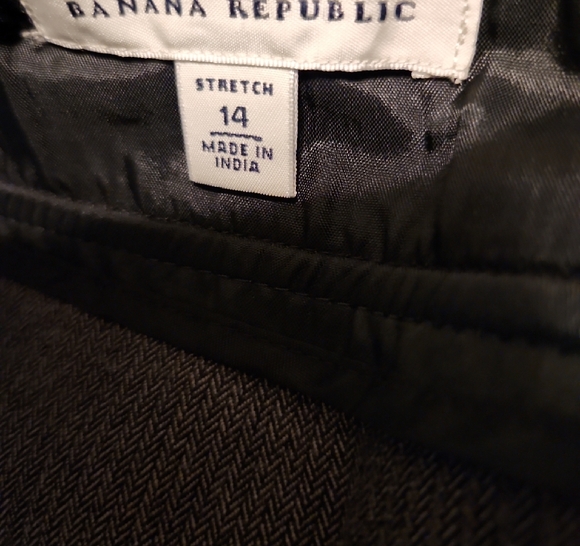 BANANA REPUBLIC
STRETCH
14
MADE IN
INDIA